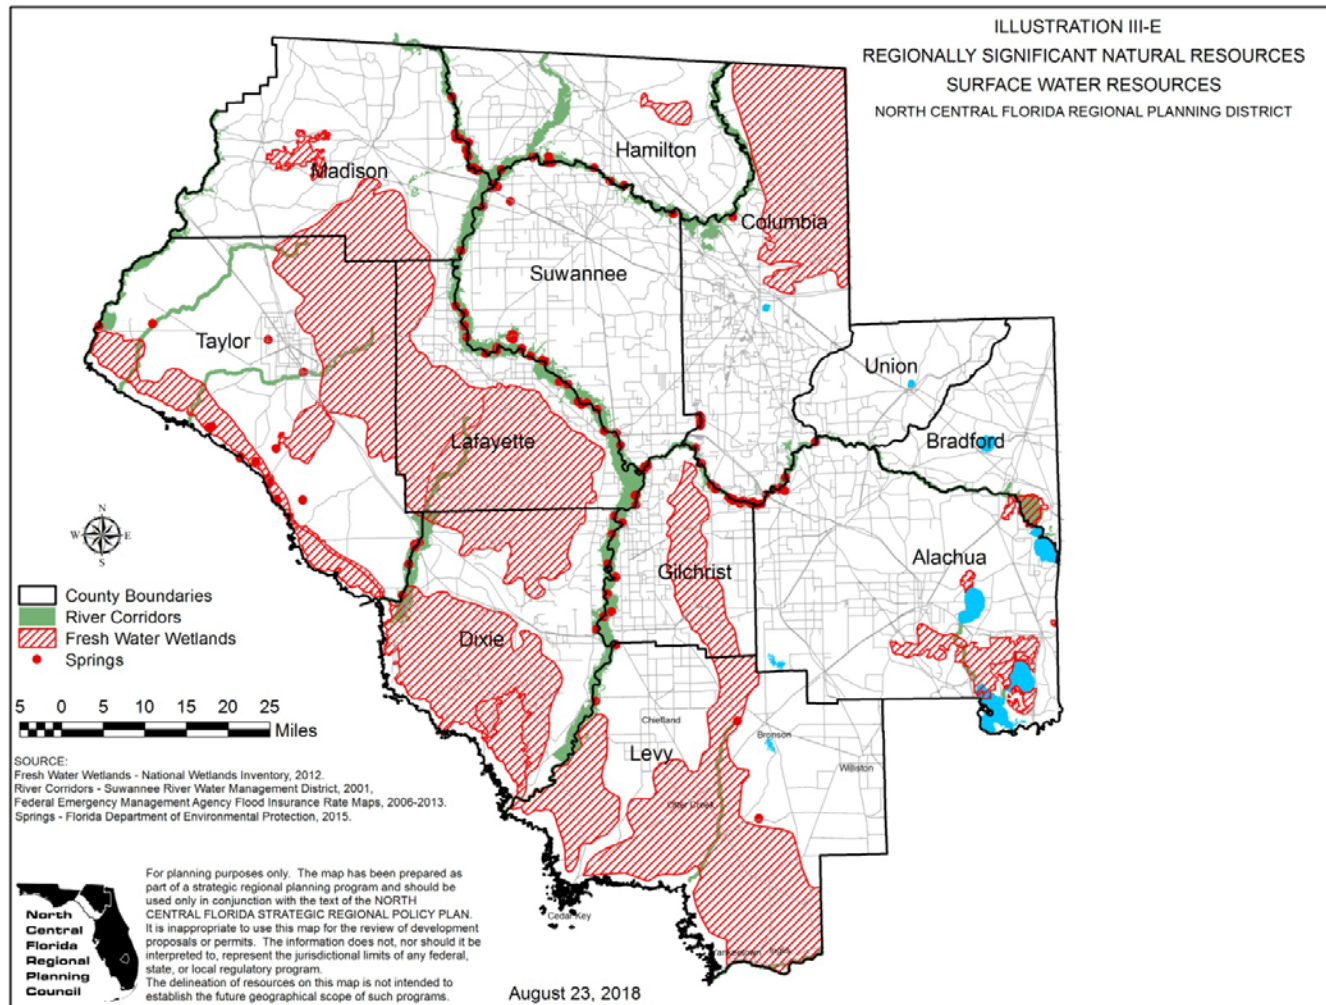 ILLUSTRATION III-E
REGIONALLY SIGNIFICANT NATURAL RESOURCES
SURFACE WATER RESOURCES
NORTH CENTRAL FLORIDA REGIONAL PLANNING DISTRICT
Hamilton
Madison
Columbia
Suwannee
Taylor
Union
Bradford
Lafayette
Alachua
Gilchrist
Dixie
Chiefland
Bronson
Levy
Williston
Otter Creek
Cedar Key
Yankeetown
Inglis
N
W
E
S
County Boundaries
River Corridors
Fresh Water Wetlands
Springs
5 0 5 10 15 20 25
Miles
SOURCE:
Fresh Water Wetlands - National Wetlands Inventory, 2012.
River Corridors - Suwannee River Water Management District, 2001,
Federal Emergency Management Agency Flood Insurance Rate Maps, 2006-2013.
Springs - Florida Department of Environmental Protection, 2015.
North
Central
Florida
Regional
Planning
Council
For planning purposes only. The map has been prepared as
part of a strategic regional planning program and should be
used only in conjunction with the text of the NORTH
CENTRAL FLORIDA STRATEGIC REGIONAL POLICY PLAN.
It is inappropriate to use this map for the review of development
proposals or permits. The information does not, nor should it be
interpreted to, represent the jurisdictional limits of any federal,
state, or local regulatory program.
The delineation of resources on this map is not intended to
establish the future geographical scope of such programs.
August 23, 2018